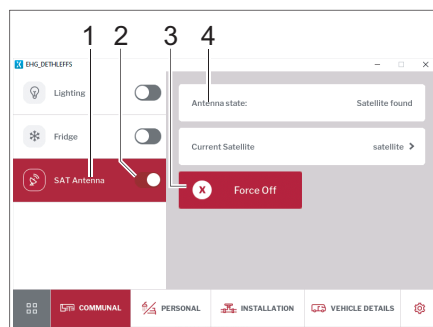 1 2 3 4
EHG_DETHLEFFS
Lighting
Antenna state: Satellite found
Fridge
Current Satellite satellite >
SAT Antenna
X Force Off
COMMUNAL PERSONAL INSTALLATION VEHICLE DETAILS